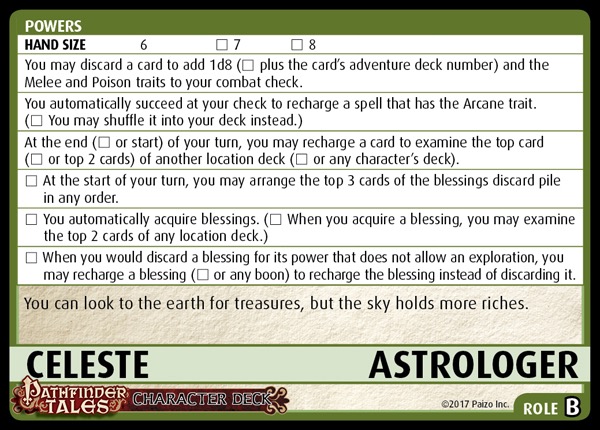 POWERS
HAND SIZE 6 ☐ 7 ☐ 8
You may discard a card to add 1d8 (☐ plus the card's adventure deck number) and the
Melee and Poison traits to your combat check.
You automatically succeed at your check to recharge a spell that has the Arcane trait.
(☐ You may shuffle it into your deck instead.)
At the end (☐ or start) of your turn, you may recharge a card to examine the top card
(☐ or top 2 cards) of another location deck (☐ or any character's deck).
☐ At the start of your turn, you may arrange the top 3 cards of the blessings discard pile
in any order.
☐ You automatically acquire blessings. (☐ When you acquire a blessing, you may examine
the top 2 cards of any location deck.)
☐ When you would discard a blessing for its power that does not allow an exploration, you
may recharge a blessing (☐ or any boon) to recharge the blessing instead of discarding it.
You can look to the earth for treasures, but the sky holds more riches.
CELESTE ASTROLOGER
PATHFINDER
TALES CHARACTER DECK
©2017 Paizo Inc. ROLE B